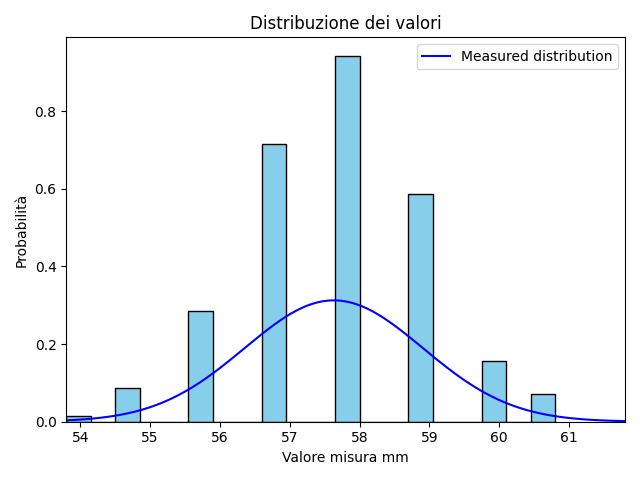 Distribuzione dei valori
Measured distribution
Probabilità
0.8
0.6
0.4
0.2
0.0
54 55 56 57 58 59 60 61
Valore misura mm